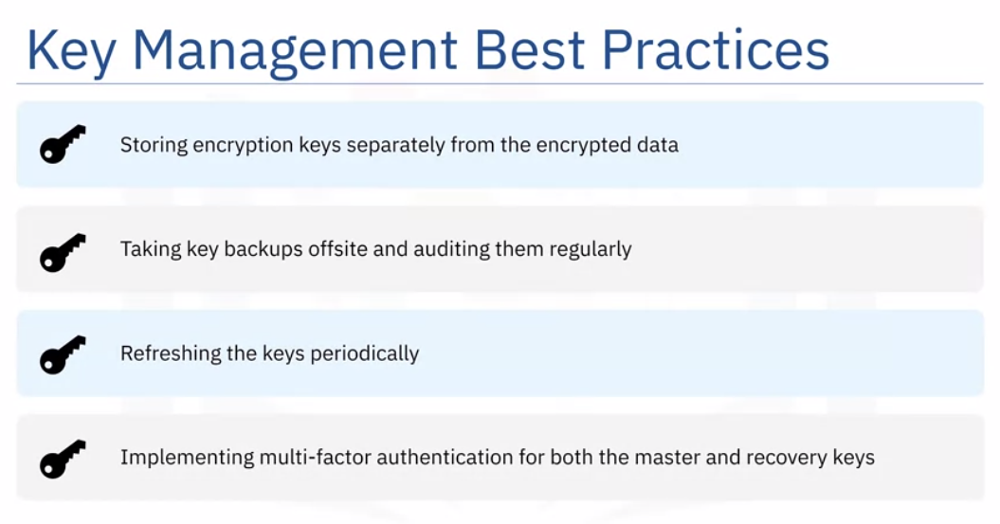 Key Management Best Practices
Storing encryption keys separately from the encrypted data
Taking key backups offsite and auditing them regularly
Refreshing the keys periodically
Implementing multi-factor authentication for both the master and recovery keys